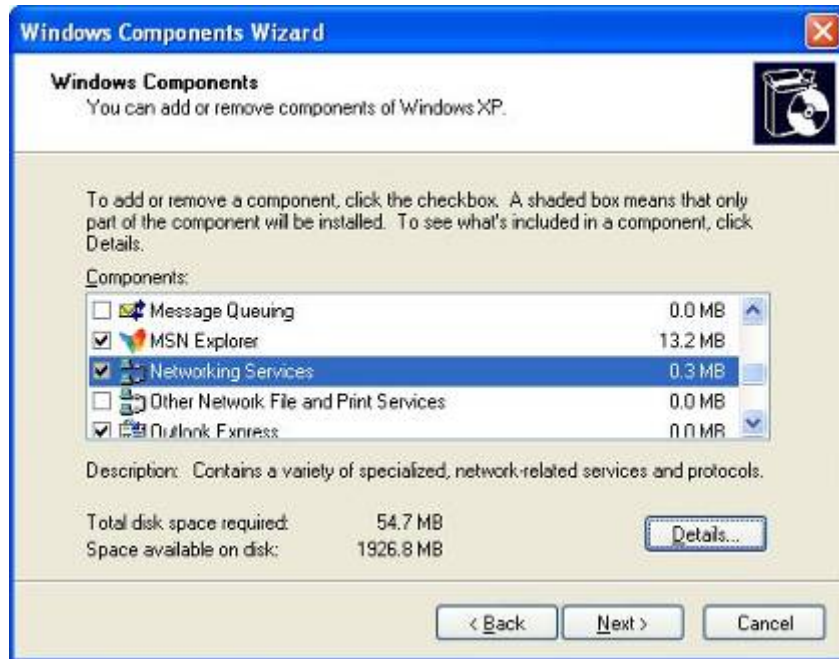 Windows Components Wizard
Windows Components
You can add or remove components of Windows XP.
To add or remove a component, click the checkbox. A shaded box means that only
part of the component will be installed. To see what's included in a component, click
Details.
Components:
Message Queuing 0.0 MB
MSN Explorer 13.2 MB
Networking Services 0.3 MB
Other Network File and Print Services 0.0 MB
Outlook Express 0.0 MB
Description: Contains a variety of specialized, network-related services and protocols.
Total disk space required: 54.7 MB
Space available on disk: 1926.8 MB
Details...
< Back Next > Cancel